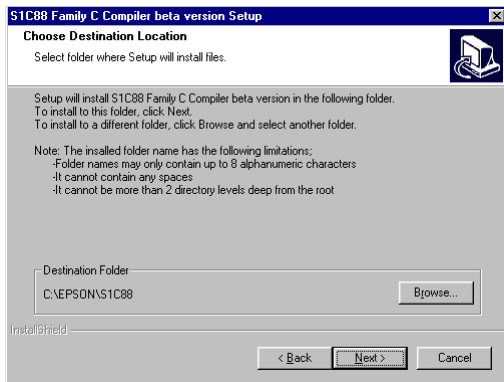 S1C88 Family C Compiler beta version Setup
Choose Destination Location
Select folder where Setup will install files.
Setup will install S1C88 Family C Compiler beta version in the following folder.
To install to this folder, click Next.
To install to a different folder, click Browse and select another folder.
Note: The insalled folder name has the following limitations;
-Folder names may only contain up to 8 alphanumeric characters
-It cannot contain any spaces
-It cannot be more than 2 directory levels deep from the root
Destination Folder
C:\EPSON\S1C88
Browse...
InstallShield
< Back
Next >
Cancel